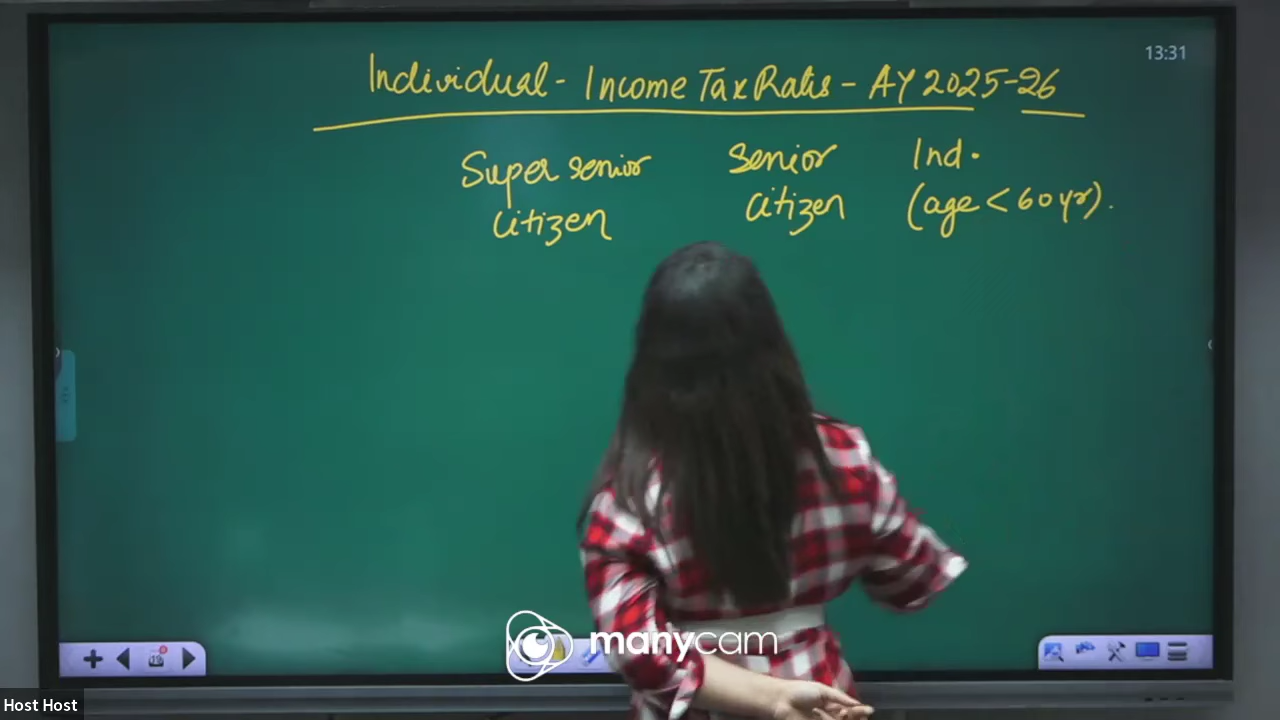 13:31
Individual - Income Tax Rates - AY 2025-26
Super senior citizen
Senior citizen
Ind.
(age < 60 yr).
manycam
Host Host